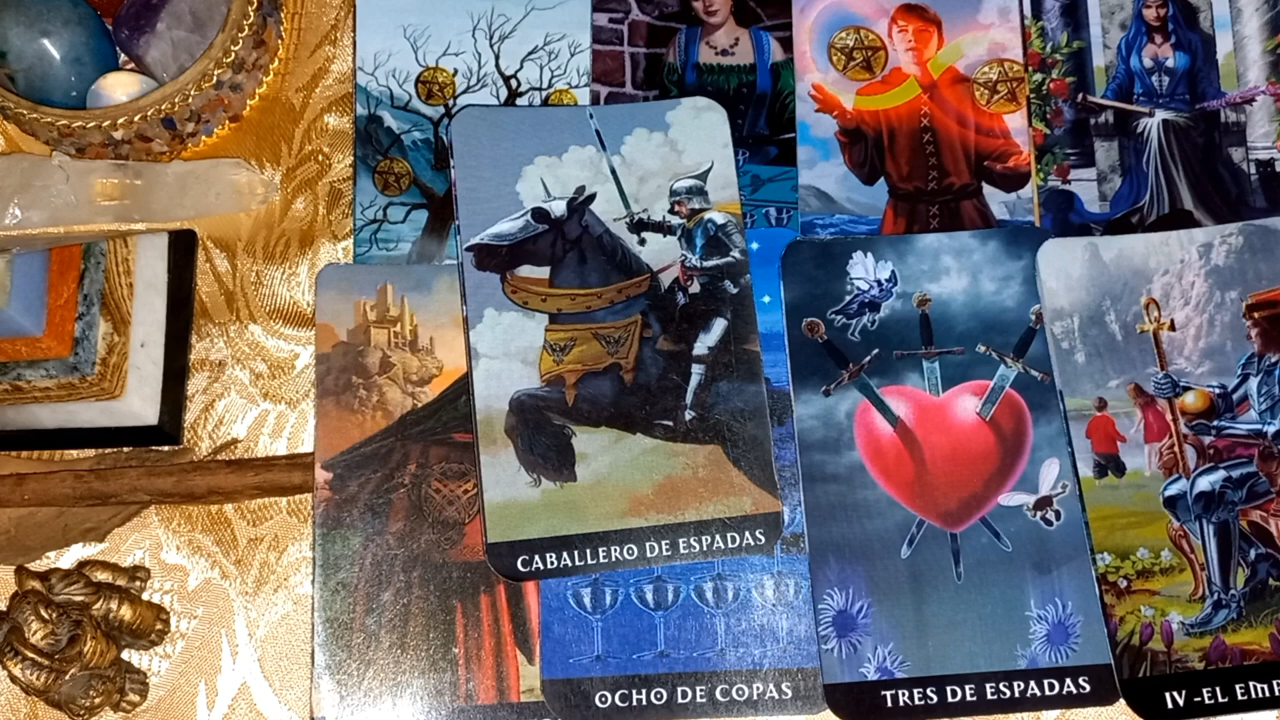 CABALLERO DE ESPADAS
OCHO DE COPAS
TRES DE ESPADAS
IV -EL EMP